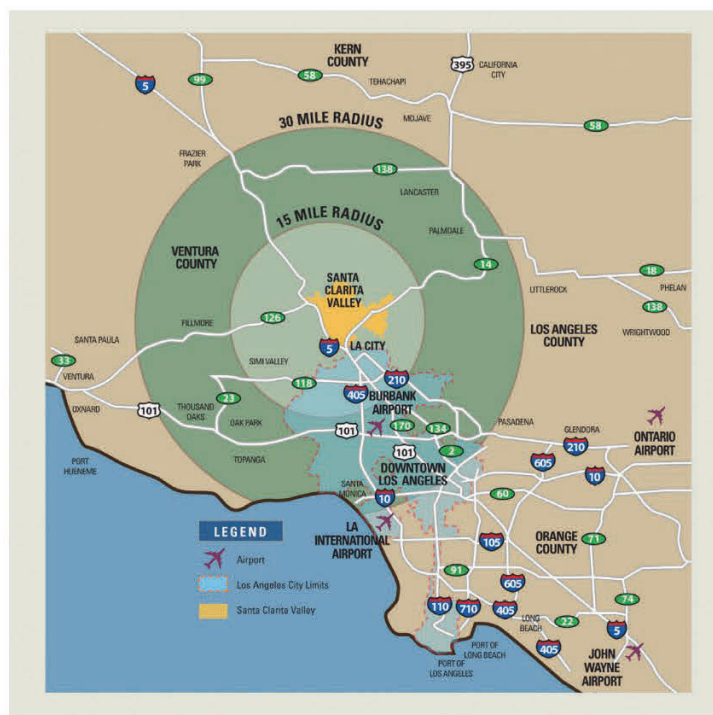 KERN
COUNTY
58
99
5
TEHACHAPI
395
CALIFORNIA
CITY
30 MILE RADIUS
MOJAVE
58
FRAZIER
PARK
138
LANCASTER
15 MILE RADIUS
PALMDALE
VENTURA
COUNTY
14
SANTA
CLARITA
VALLEY
18
LITTLEROCK
PHELAN
138
126
FILLMORE
LOS ANGELES
COUNTY
WRIGHTWOOD
SANTA PAULA
5
LA CITY
33
SIMI VALLEY
VENTURA
118
405
210
BURBANK
AIRPORT
23
OXNARD
101
THOUSAND
OAKS
OAK PARK
101
170
134
PASADENA
GLENDORA
210
ONTARIO
AIRPORT
PORT
HUENEME
TOPANGA
101
2
605
10
DOWNTOWN
LOS ANGELES
SANTA
MONICA
10
60
LEGEND
LA
INTERNATIONAL
AIRPORT
105
ORANGE
COUNTY
71
Airport
Los Angeles City Limits
Santa Clarita Valley
91
605
74
110
710
405
LONG
BEACH
22
5
405
PORT OF
LONG BEACH
PORT OF
LOS ANGELES
JOHN
WAYNE
AIRPORT